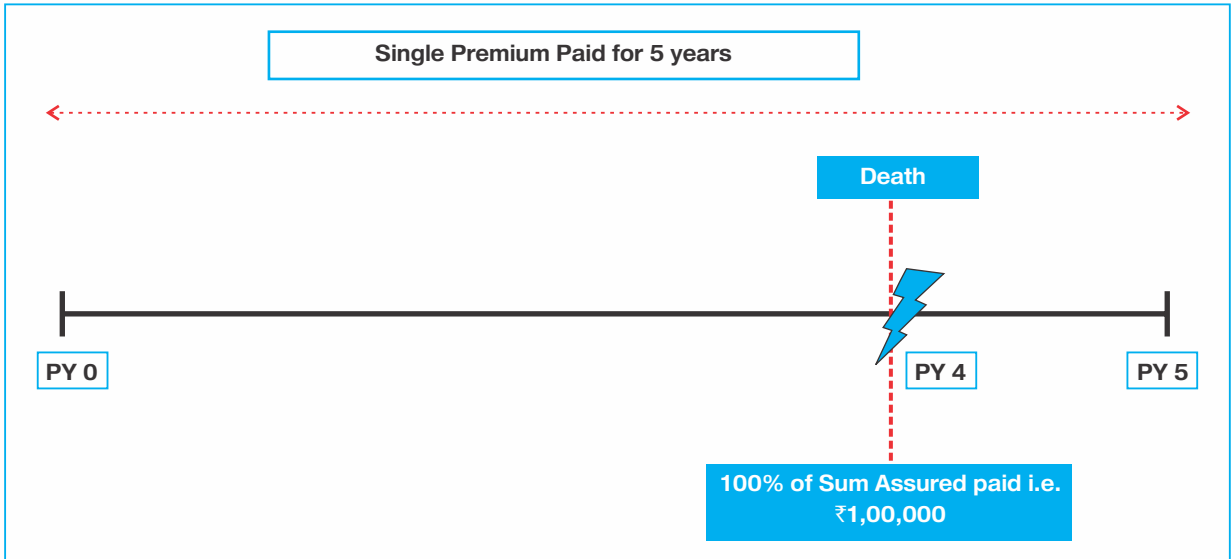 Single Premium Paid for 5 years
Death
PY 0
PY 4
PY 5
100% of Sum Assured paid i.e.
₹1,00,000